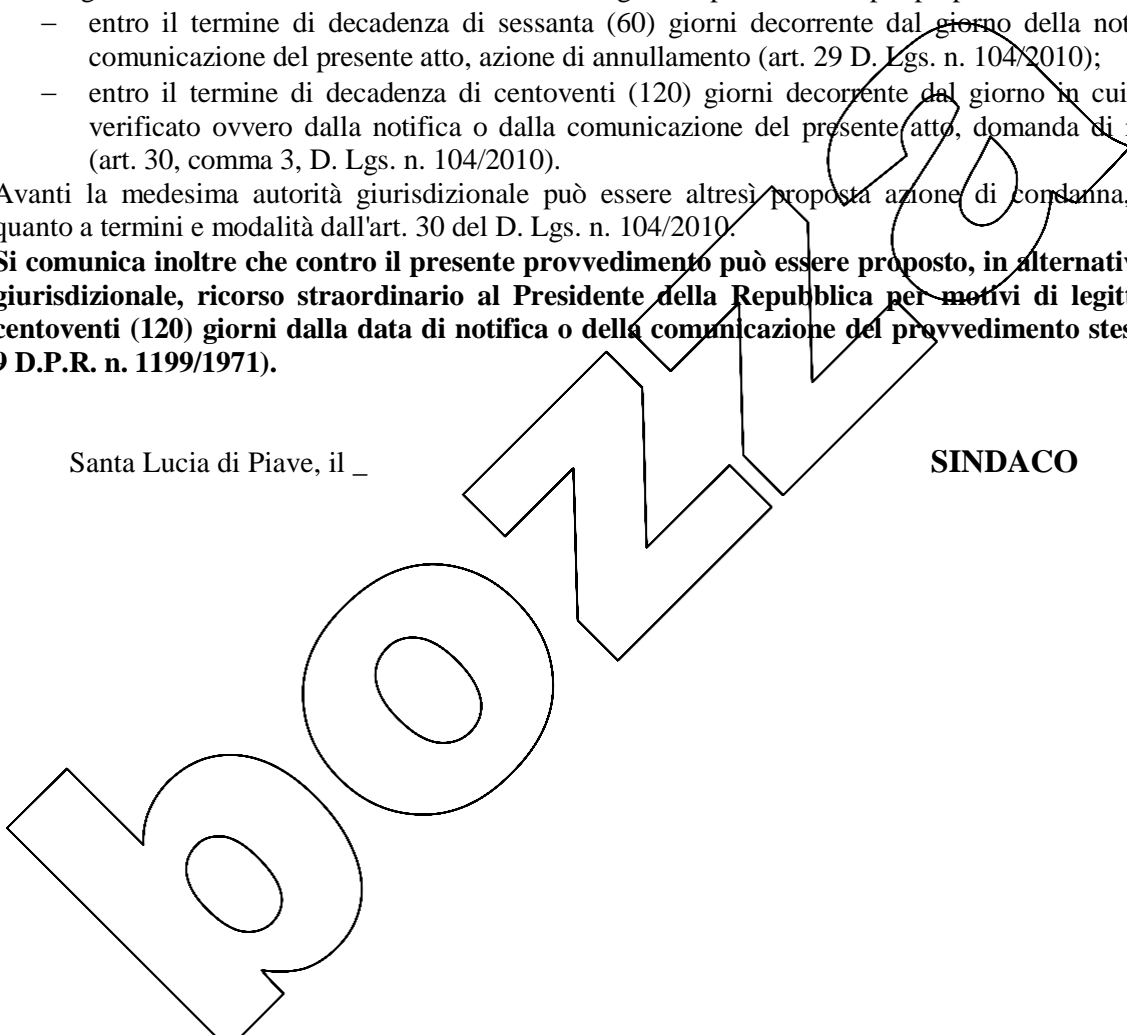 – entro il termine di decadenza di sessanta (60) giorni decorrente dal giorno della
comunicazione del presente atto, azione di annullamento (art. 29 D. Lgs. n. 104/2010);
– entro il termine di decadenza di centoventi (120) giorni decorrente dal giorno in cui
verificato ovvero dalla notifica o dalla comunicazione del presente atto, domanda di
(art. 30, comma 3, D. Lgs. n. 104/2010).
Avanti la medesima autorità giurisdizionale può essere altresì proposta azione di condanna,
quanto a termini e modalità dall'art. 30 del D. Lgs. n. 104/2010.
Si comunica inoltre che contro il presente provvedimento può essere proposto, in
giurisdizionale, ricorso straordinario al Presidente della Repubblica per motivi di
centoventi (120) giorni dalla data di notifica o della comunicazione del provvedimento
9 D.P.R. n. 1199/1971).
Santa Lucia di Piave, il _ SINDACO
bozza